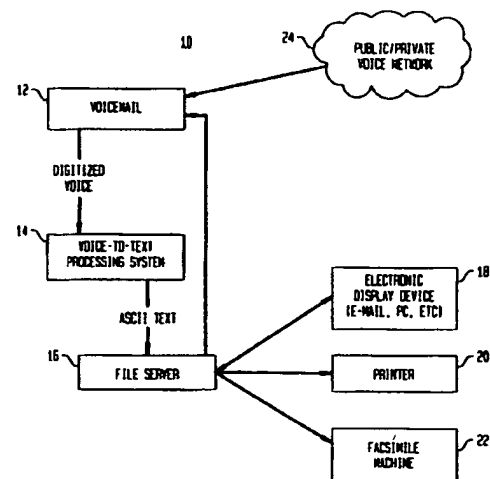 10
24
PUBLIC/PRIVATE
VOICE NETWORK
12
VOICEMAIL
DIGITIZED
VOICE
14
VOICE-TO-TEXT
PROCESSING SYSTEM
18
ELECTRONIC
DISPLAY DEVICE
(E-MAIL, PC, ETC)
ASCII TEXT
16
FILE SERVER
20
PRINTER
22
FACSIMILE
MACHINE